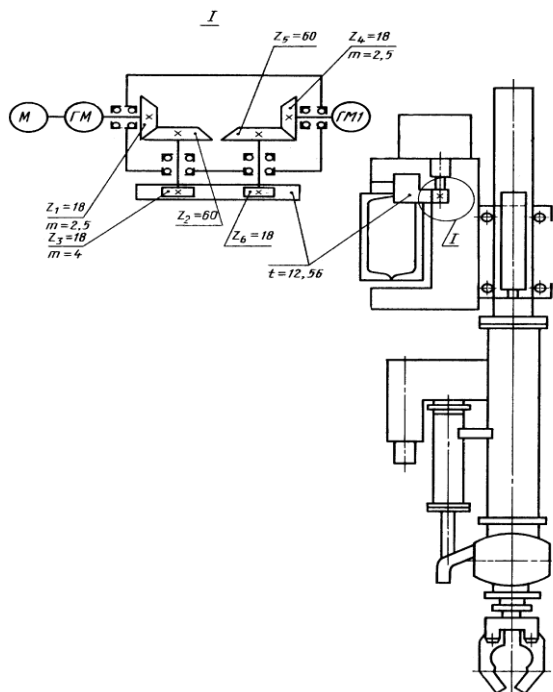 I
Z5=60
Z4=18
m=2,5
М
ГМ
ГМ1
Z1=18
m=2,5
Z3=18
m=4
Z2=60
Z6=18
t=12,56
I